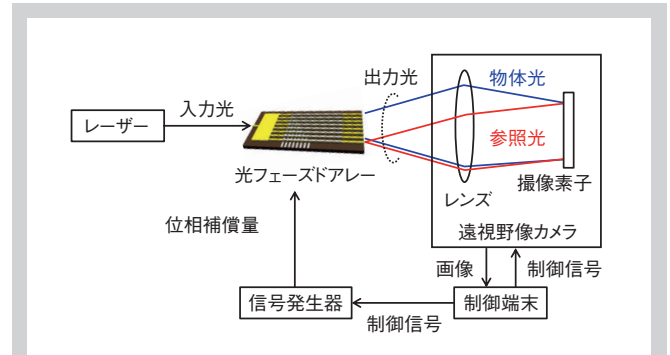 出力光
物体光
入力光
レーザー
参照光
光フェーズドアレー
撮像素子
レンズ
位相補償量
遠視野像カメラ
画像
制御信号
信号発生器
制御端末
制御信号